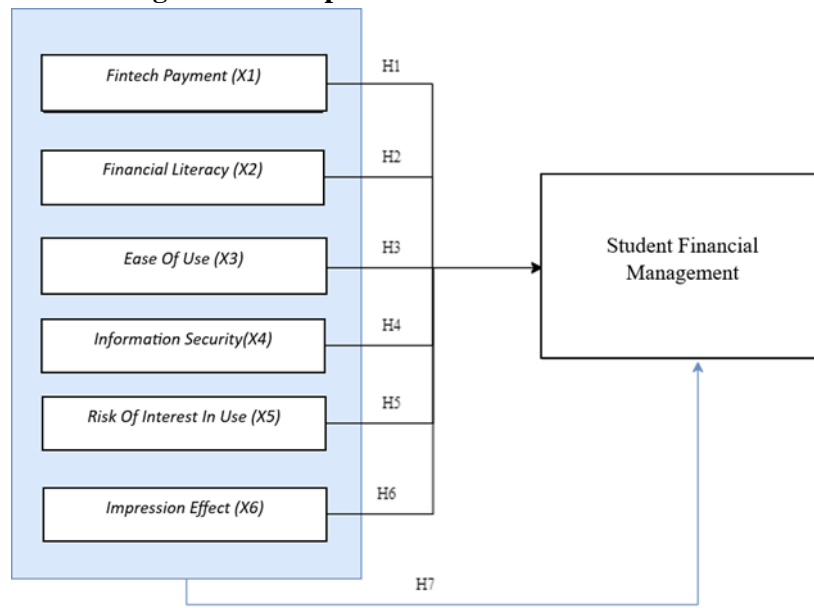 Fintech Payment (X1)
H1
Financial Literacy (X2)
H2
Ease Of Use (X3)
H3
Information Security(X4)
H4
Risk Of Interest In Use (X5)
H5
Impression Effect (X6)
H6
Student Financial
Management
H7